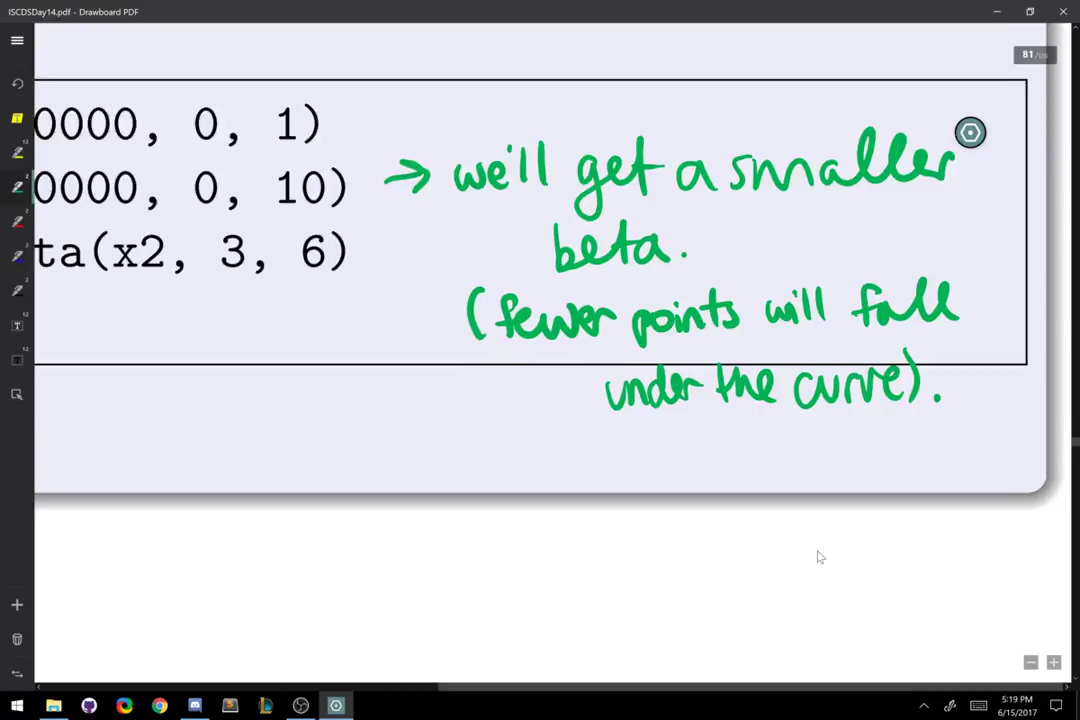 ISCDSDay14.pdf - Drawboard PDF
81/126
0000, 0, 1)
0000, 0, 10) → we'll get a smaller
beta.
ta(x2, 3, 6)
(fewer points will fall
under the curve).
5:19 PM
6/15/2017